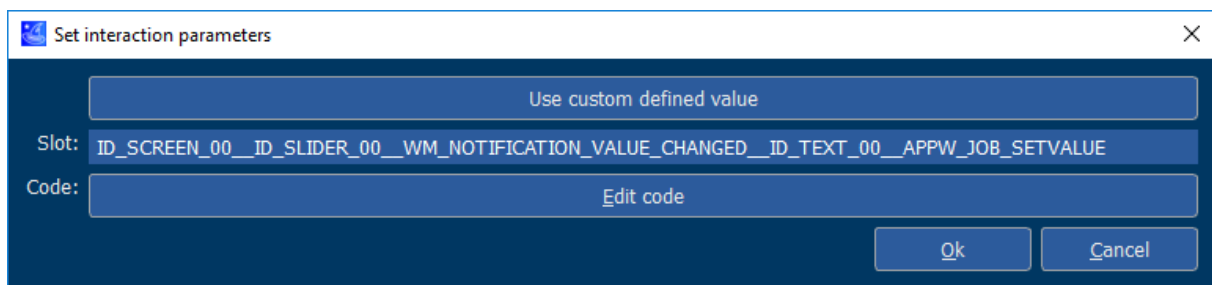 Set interaction parameters
Use custom defined value
Slot: ID_SCREEN_00__ID_SLIDER_00__WM_NOTIFICATION_VALUE_CHANGED__ID_TEXT_00__APPW_JOB_SETVALUE
Code: Edit code
Ok Cancel